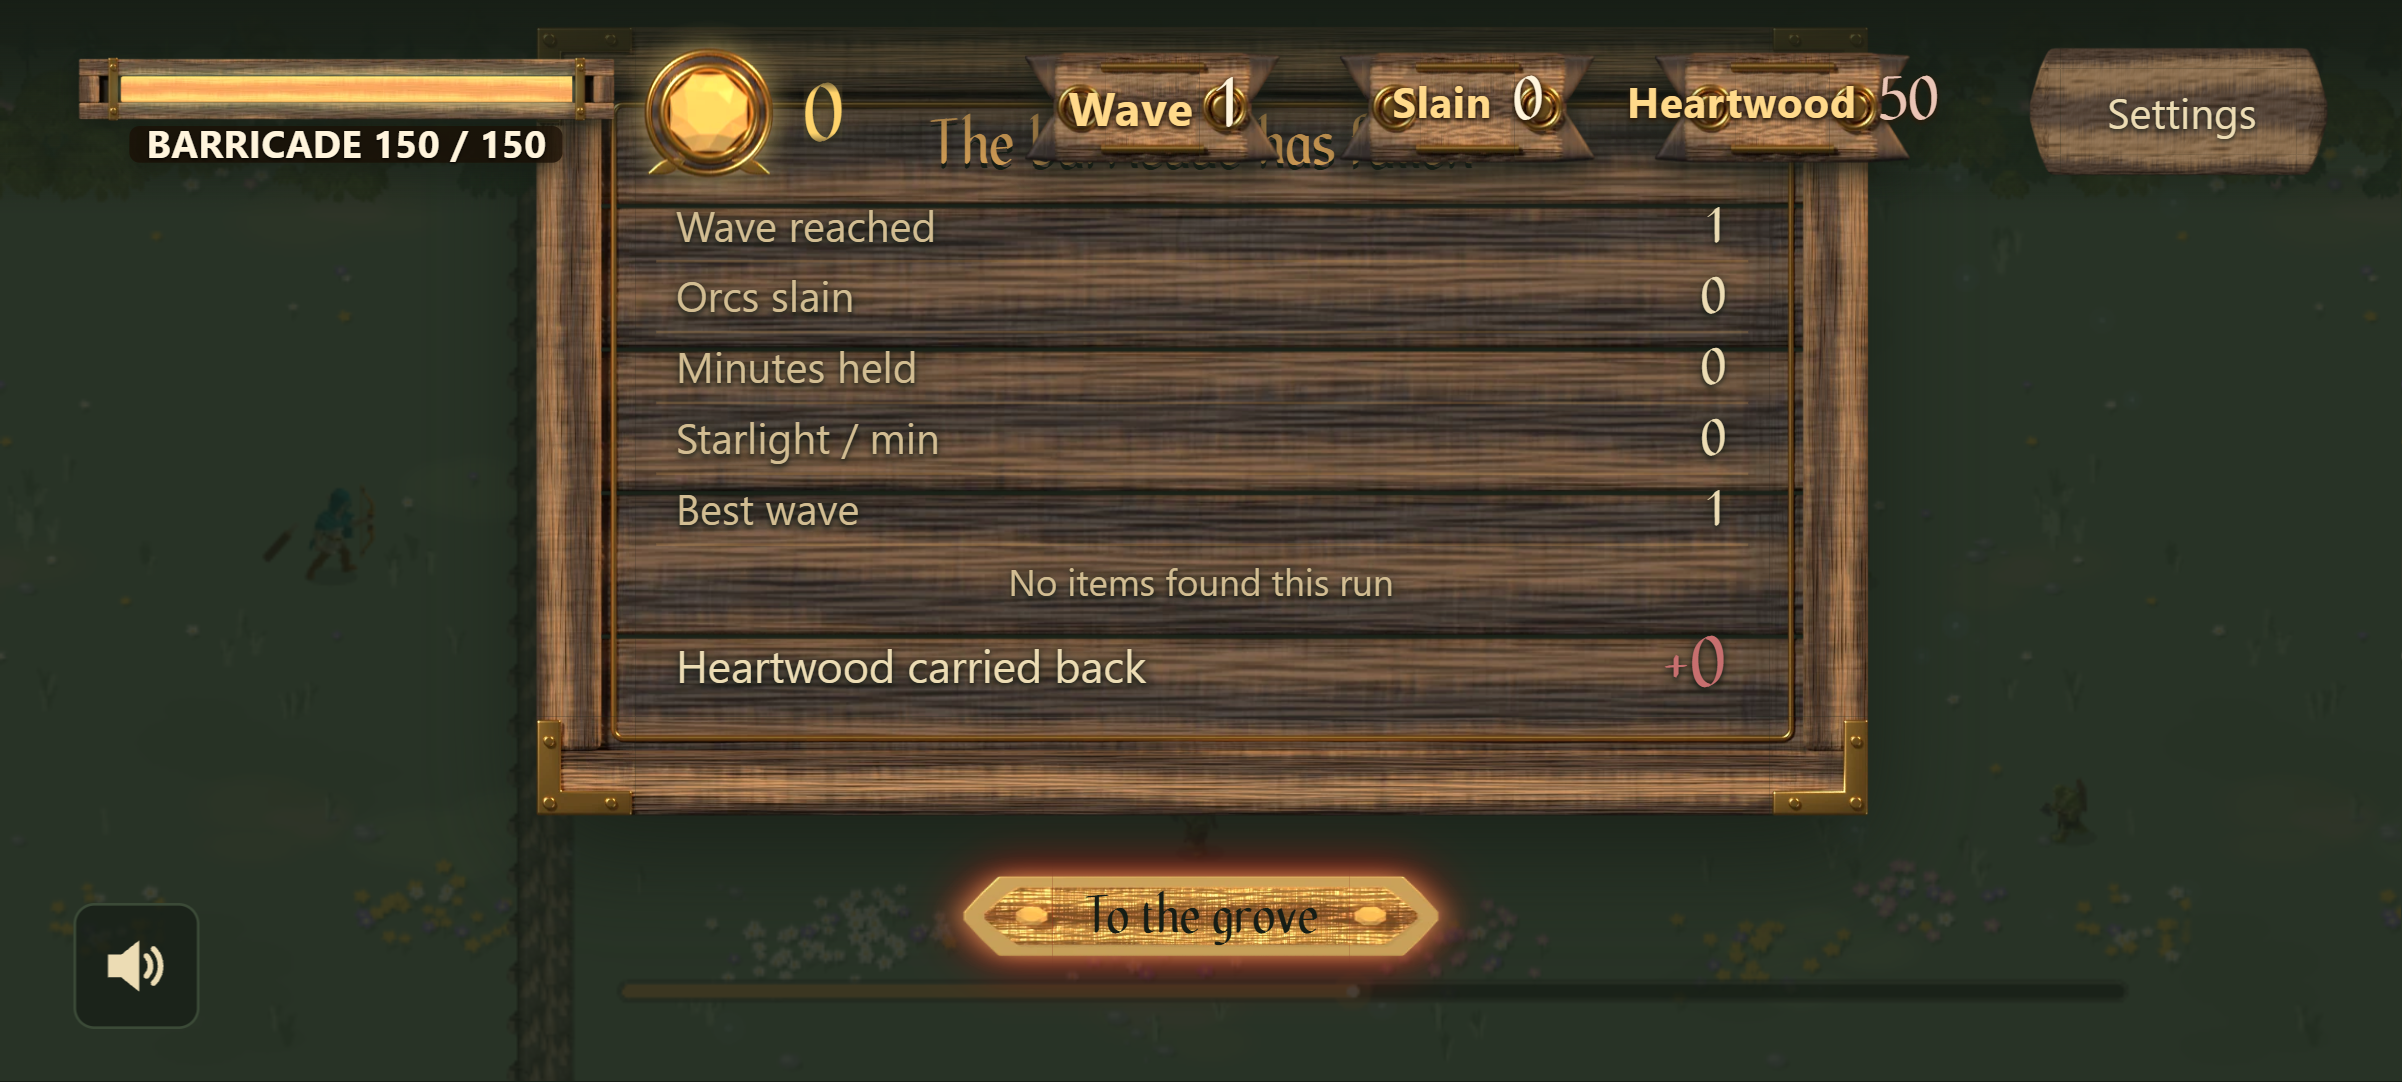 BARRICADE 150 / 150
0
Wave 1
Slain 0
Heartwood 50
Settings
The has
Wave reached 1
Orcs slain 0
Minutes held 0
Starlight / min 0
Best wave 1
No items found this run
Heartwood carried back +0
To the grove